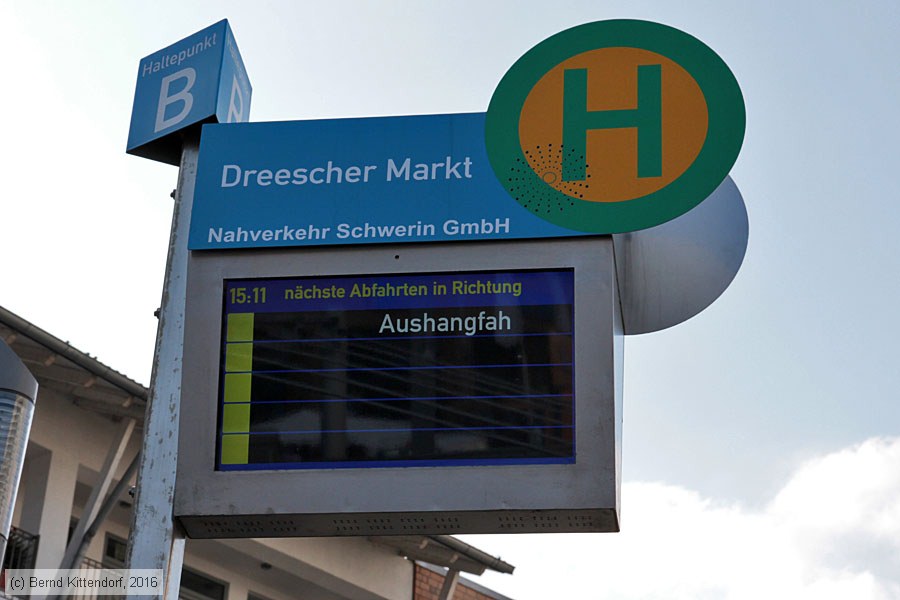 Haltepunkt
B
B
H
Dreescher Markt
Nahverkehr Schwerin GmbH
15:11 nächste Abfahrten in Richtung
Aushangfah
(c) Bernd Kittendorf, 2016